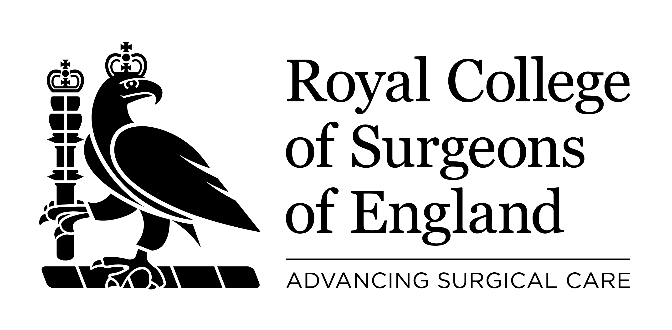 Royal College
of Surgeons
of England
ADVANCING SURGICAL CARE